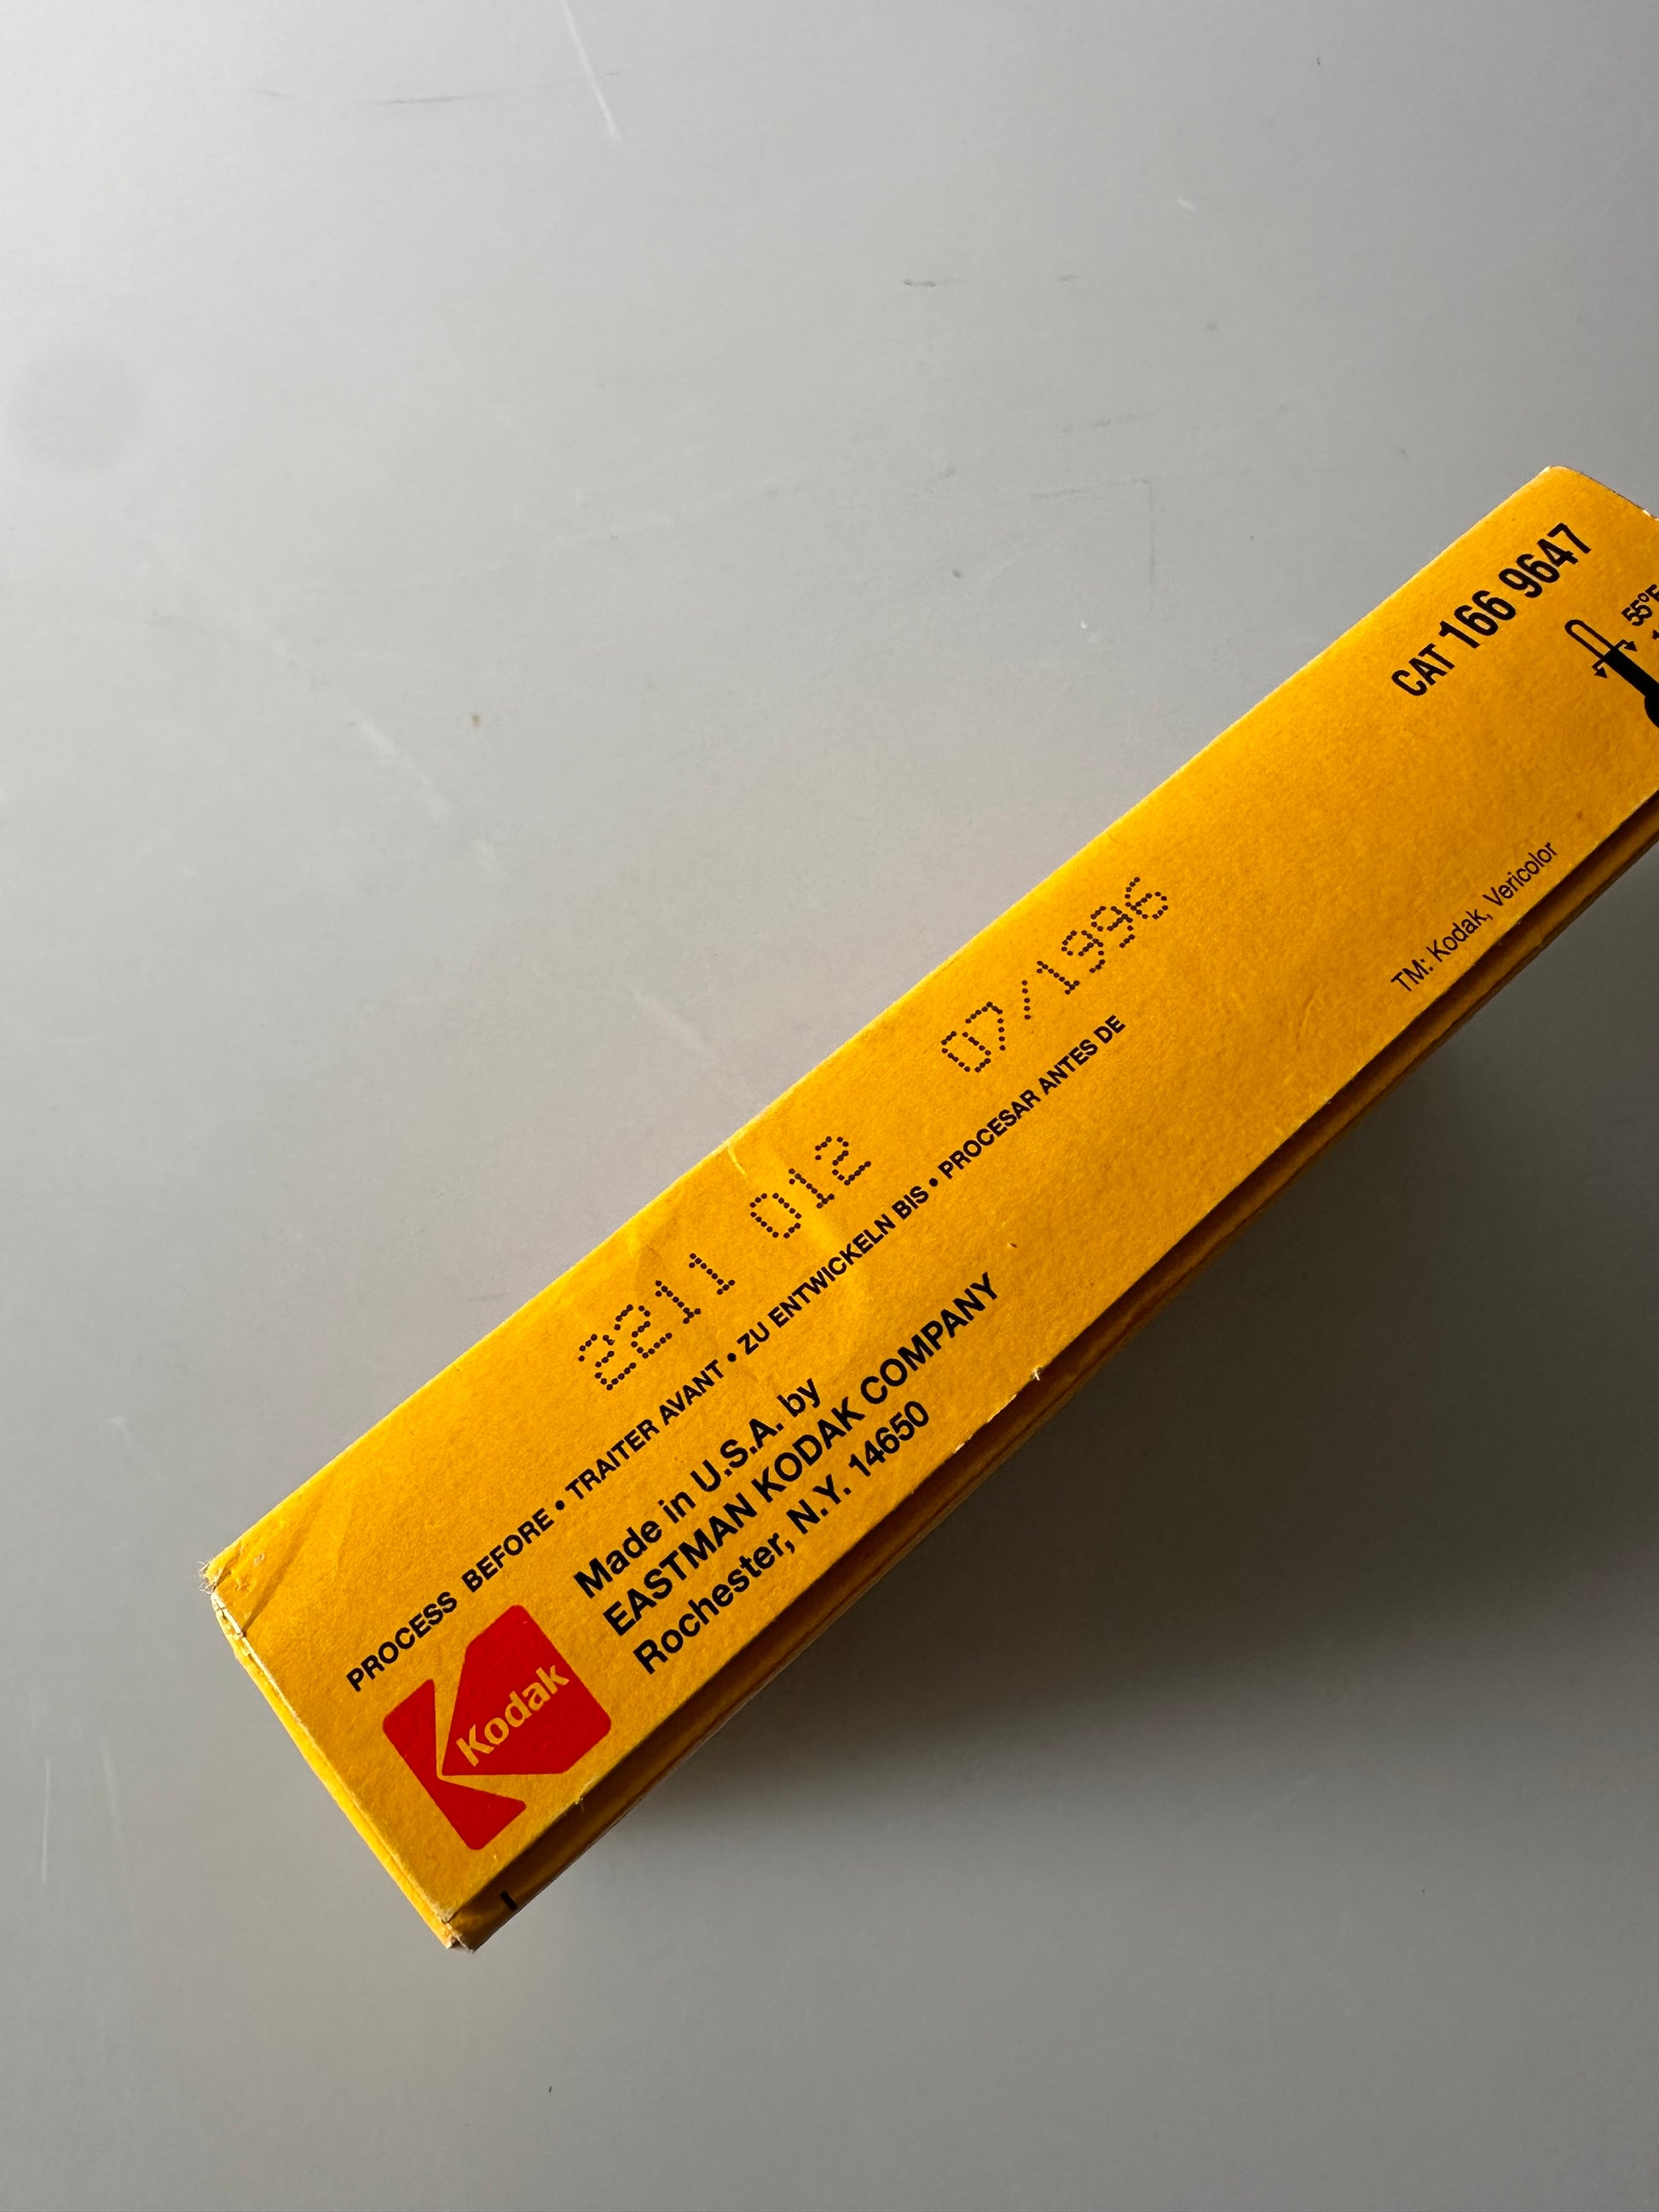 CAT 166 9647
55°F
2211 012 07/1996
PROCESS BEFORE • TRAITER AVANT • ZU ENTWICKELN BIS • PROCESAR ANTES DE
TM: Kodak, Vericolor
Kodak
Made in U.S.A. by
EASTMAN KODAK COMPANY
Rochester, N.Y. 14650